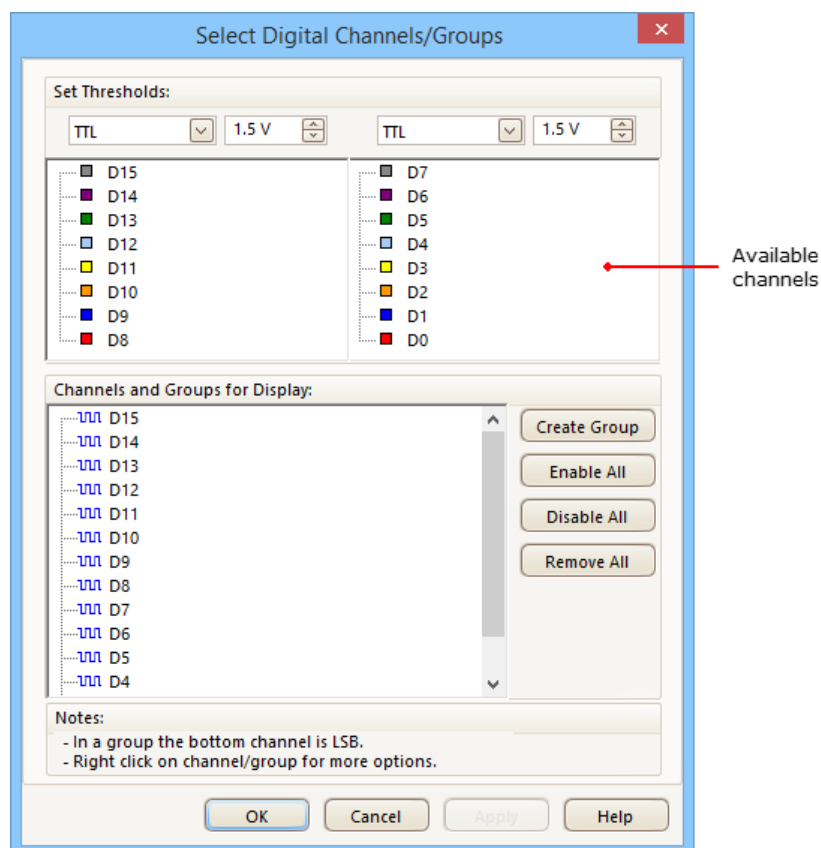 Select Digital Channels/Groups
Set Thresholds:
TTL 1.5 V TTL 1.5 V
D15 D7
D14 D6
D13 D5
D12 D4
D11 D3
D10 D2
D9 D1
D8 D0
Available
channels
Channels and Groups for Display:
D15
D14
D13
D12
D11
D10
D9
D8
D7
D6
D5
D4
Create Group
Enable All
Disable All
Remove All
Notes:
- In a group the bottom channel is LSB.
- Right click on channel/group for more options.
OK Cancel Apply Help